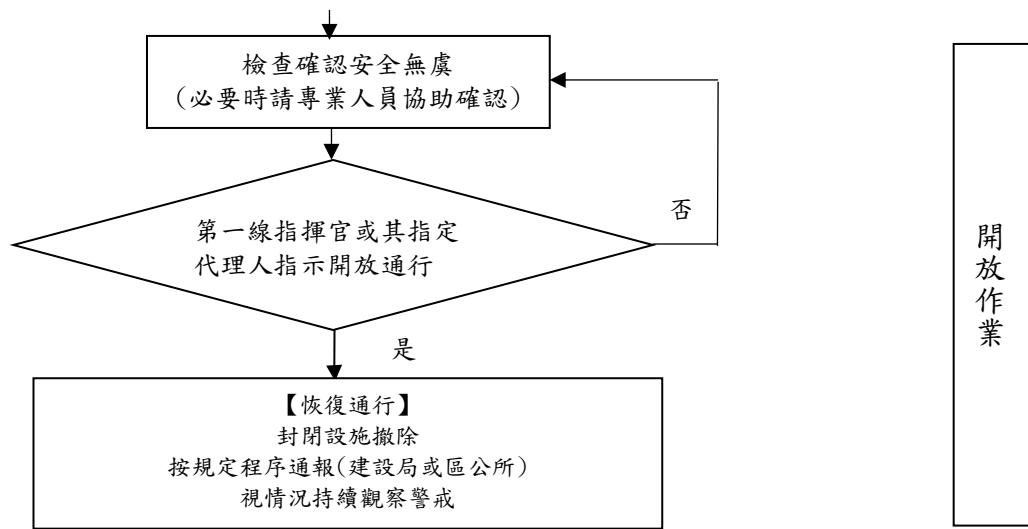 檢查確認安全無虞
(必要時請專業人員協助確認)
第一線指揮官或其指定
代理人指示開放通行
否
是
【恢復通行】
封閉設施撤除
按規定程序通報(建設局或區公所)
視情況持續觀察警戒
開放作業